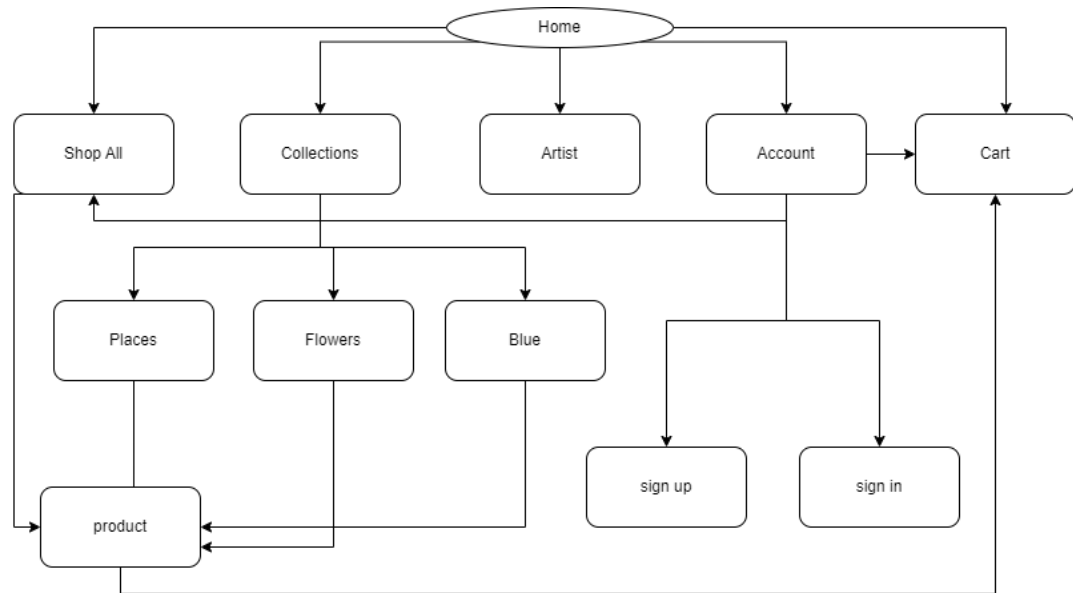 Home
Shop All
Collections
Artist
Account
Cart
Places
Flowers
Blue
sign up
sign in
product